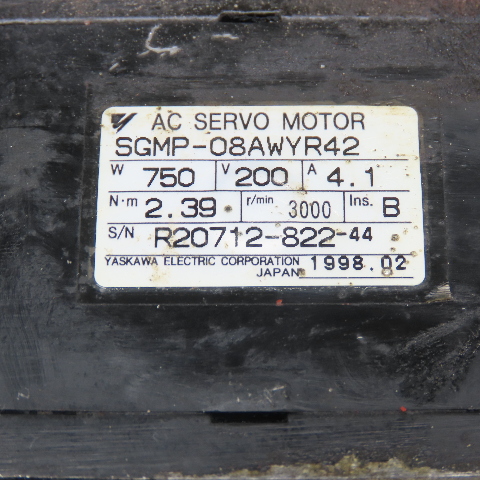 AC SERVO MOTOR
SGMP-08AWYR42
W 750 V 200 A 4.1
N·m 2.39 r/min 3000 Ins. B
S/N R20712-822-44
YASKAWA ELECTRIC CORPORATION 1998.02
JAPAN